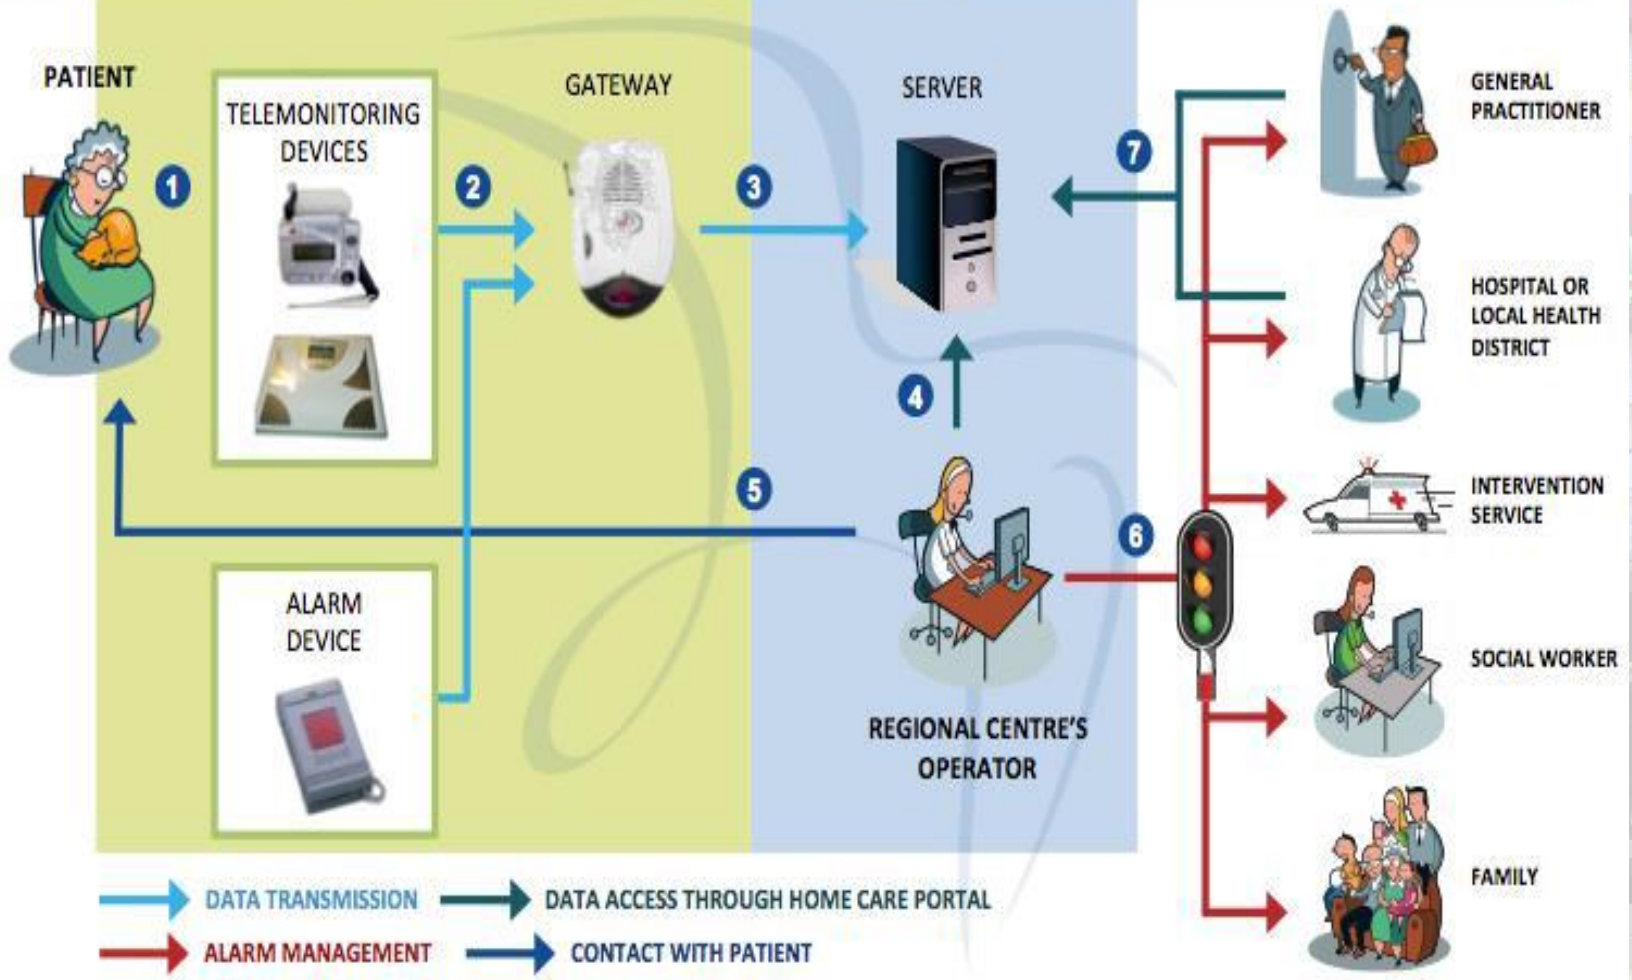 PATIENT
1
TELEMONITORING
DEVICES
2
GATEWAY
3
SERVER
7
GENERAL
PRACTITIONER
HOSPITAL OR
LOCAL HEALTH
DISTRICT
4
5
6
INTERVENTION
SERVICE
ALARM
DEVICE
SOCIAL WORKER
REGIONAL CENTRE'S
OPERATOR
FAMILY
DATA TRANSMISSION
DATA ACCESS THROUGH HOME CARE PORTAL
ALARM MANAGEMENT
CONTACT WITH PATIENT